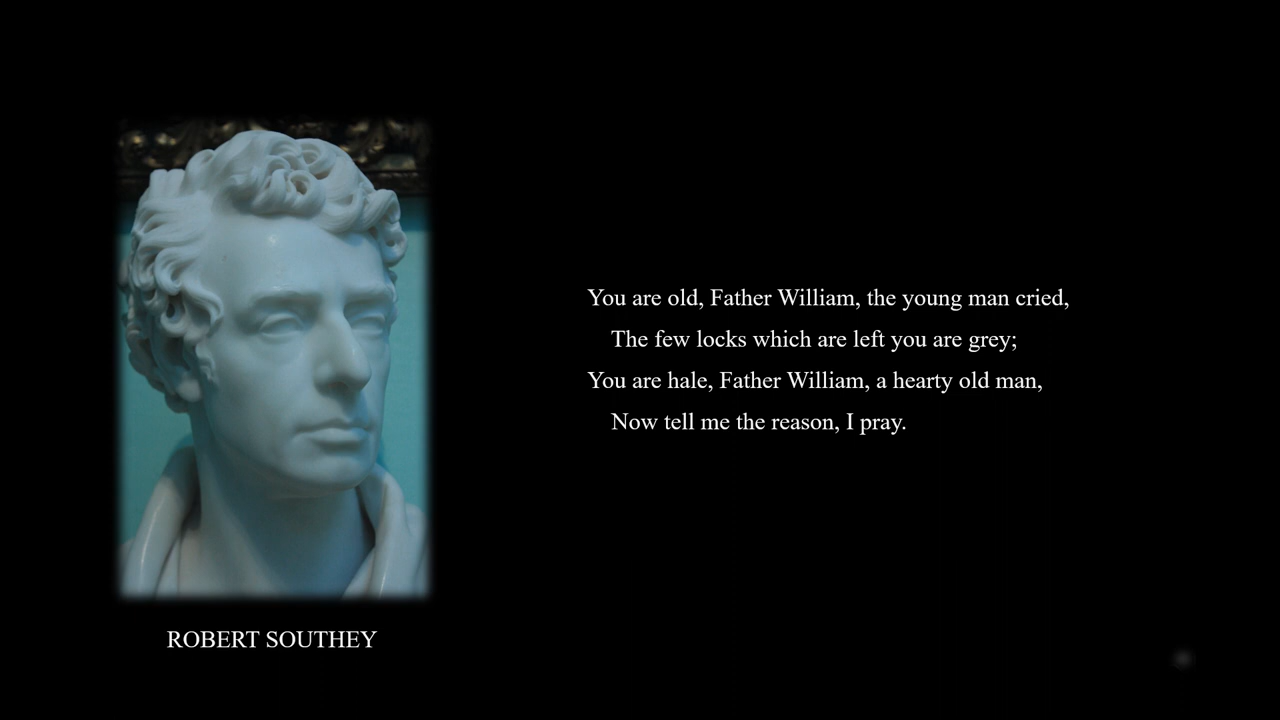 You are old, Father William, the young man cried,
The few locks which are left you are grey;
You are hale, Father William, a hearty old man,
Now tell me the reason, I pray.
ROBERT SOUTHEY